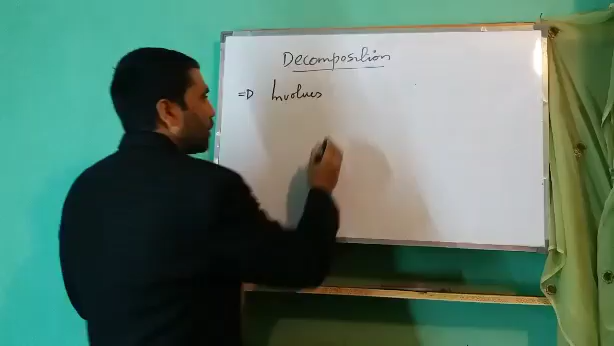 Decomposition
⇒ Involves